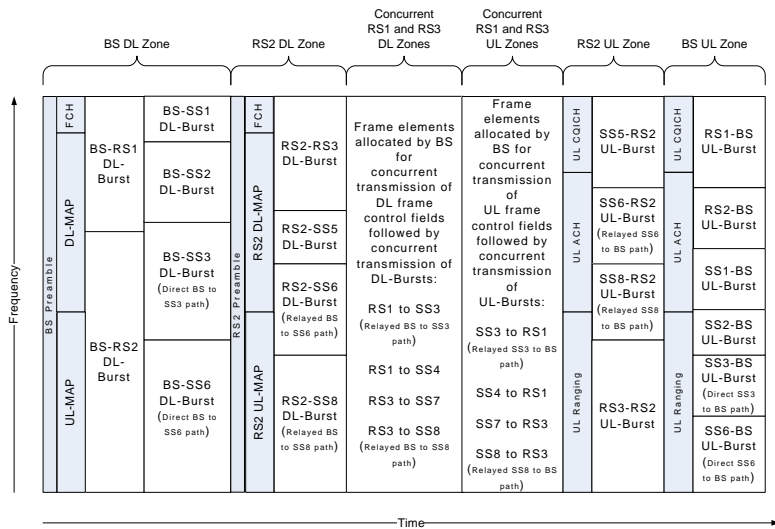 Concurrent
RS1 and RS3
DL Zones
Concurrent
RS1 and RS3
UL Zones
BS DL Zone
RS2 DL Zone
RS2 UL Zone
BS UL Zone
Frequency
BS Preamble
FCH
DL-MAP
UL-MAP
BS-RS1
DL-
Burst
BS-RS2
DL-
Burst
BS-SS1
DL-Burst
BS-SS2
DL-Burst
BS-SS3
DL-Burst
(Direct BS to
SS3 path)
BS-SS6
DL-Burst
(Direct BS to
SS6 path)
RS2 Preamble
FCH
RS2 DL-MAP
RS2 UL-MAP
RS2-RS3
DL-Burst
RS2-SS5
DL-Burst
RS2-SS6
DL-Burst
(Relayed BS
to SS6 path)
RS2-SS8
DL-Burst
(Relayed BS
to SS8 path)
Frame elements
allocated by BS
for
concurrent
transmission of
DL frame
control fields
followed by
concurrent
transmission of
DL-Bursts:
RS1 to SS3
(Relayed BS to SS3
path)
RS1 to SS4
RS3 to SS7
RS3 to SS8
(Relayed BS to SS8
path)
Frame
elements
allocated by
BS for
concurrent
transmission
of
UL frame
control fields
followed by
concurrent
transmission
of
UL-Bursts:
SS3 to RS1
(Relayed SS3 to BS
path)
SS4 to RS1
SS7 to RS3
SS8 to RS3
(Relayed SS8 to BS
path)
UL CQICH
UL ACH
UL Ranging
SS5-RS2
UL-Burst
SS6-RS2
UL-Burst
(Relayed SS6
to BS path)
SS8-RS2
UL-Burst
(Relayed SS8
to BS path)
RS3-RS2
UL-Burst
UL CQICH
UL ACH
UL Ranging
RS1-BS
UL-Burst
RS2-BS
UL-Burst
SS1-BS
UL-Burst
SS2-BS
UL-Burst
SS3-BS
UL-Burst
(Direct SS3
to BS path)
SS6-BS
UL-Burst
(Direct SS6
to BS path)
Time